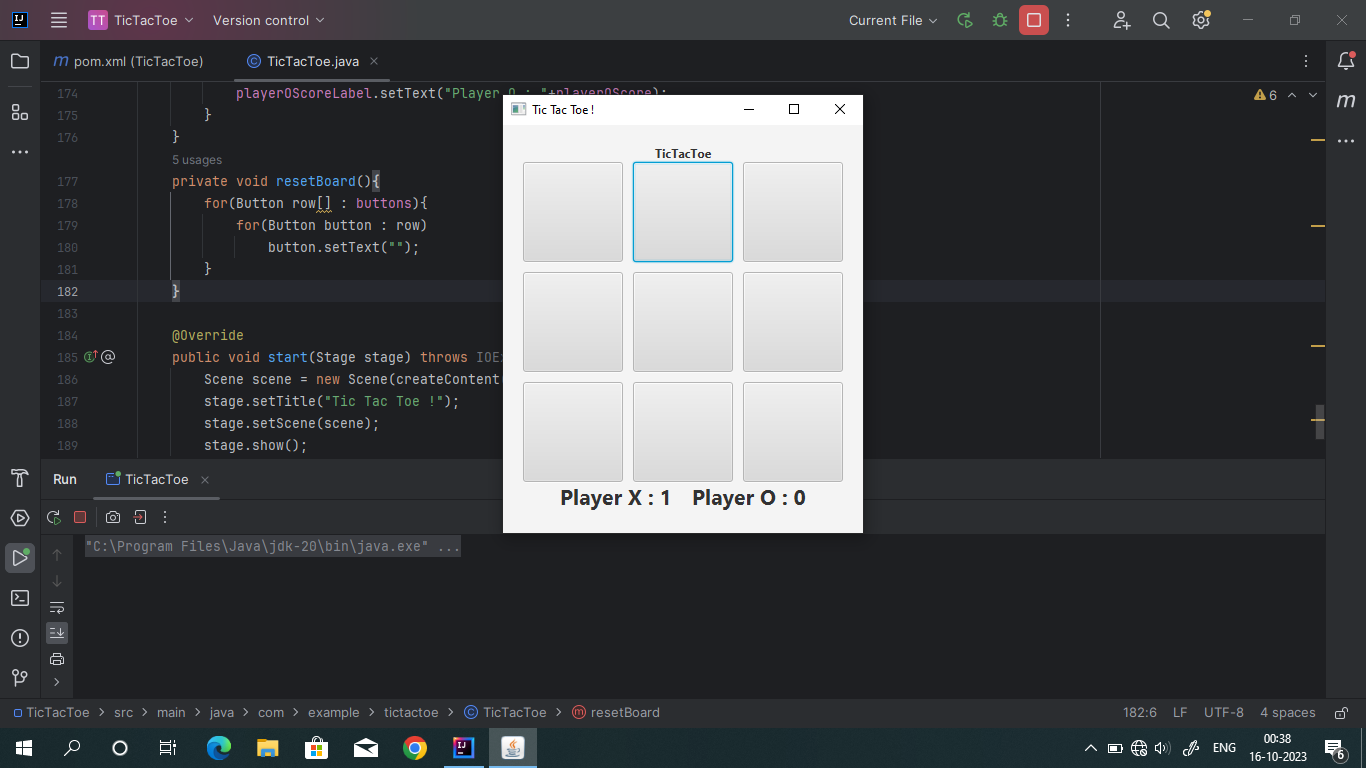 TT TicTacToe Version control Current File
pom.xml (TicTacToe) TicTacToe.java
174 playerOScoreLabel.setText("Player O : "+playerOScore);
6
175 }
176 }
5 usages
177 private void resetBoard(){
178 for(Button row[] : buttons){
179 for(Button button : row)
180 button.setText("");
181 }
182 }
183
184 @Override
185 public void start(Stage stage) throws IOE
186 Scene scene = new Scene(createContent
187 stage.setTitle("Tic Tac Toe !");
188 stage.setScene(scene);
189 stage.show();
Tic Tac Toe !
TicTacToe
Player X : 1 Player O : 0
Run TicTacToe
"C:\Program Files\Java\jdk-20\bin\java.exe" ...
TicTacToe > src > main > java > com > example > tictactoe > TicTacToe > resetBoard 182:6 LF UTF-8 4 spaces
ENG 00:38
16-10-2023
6